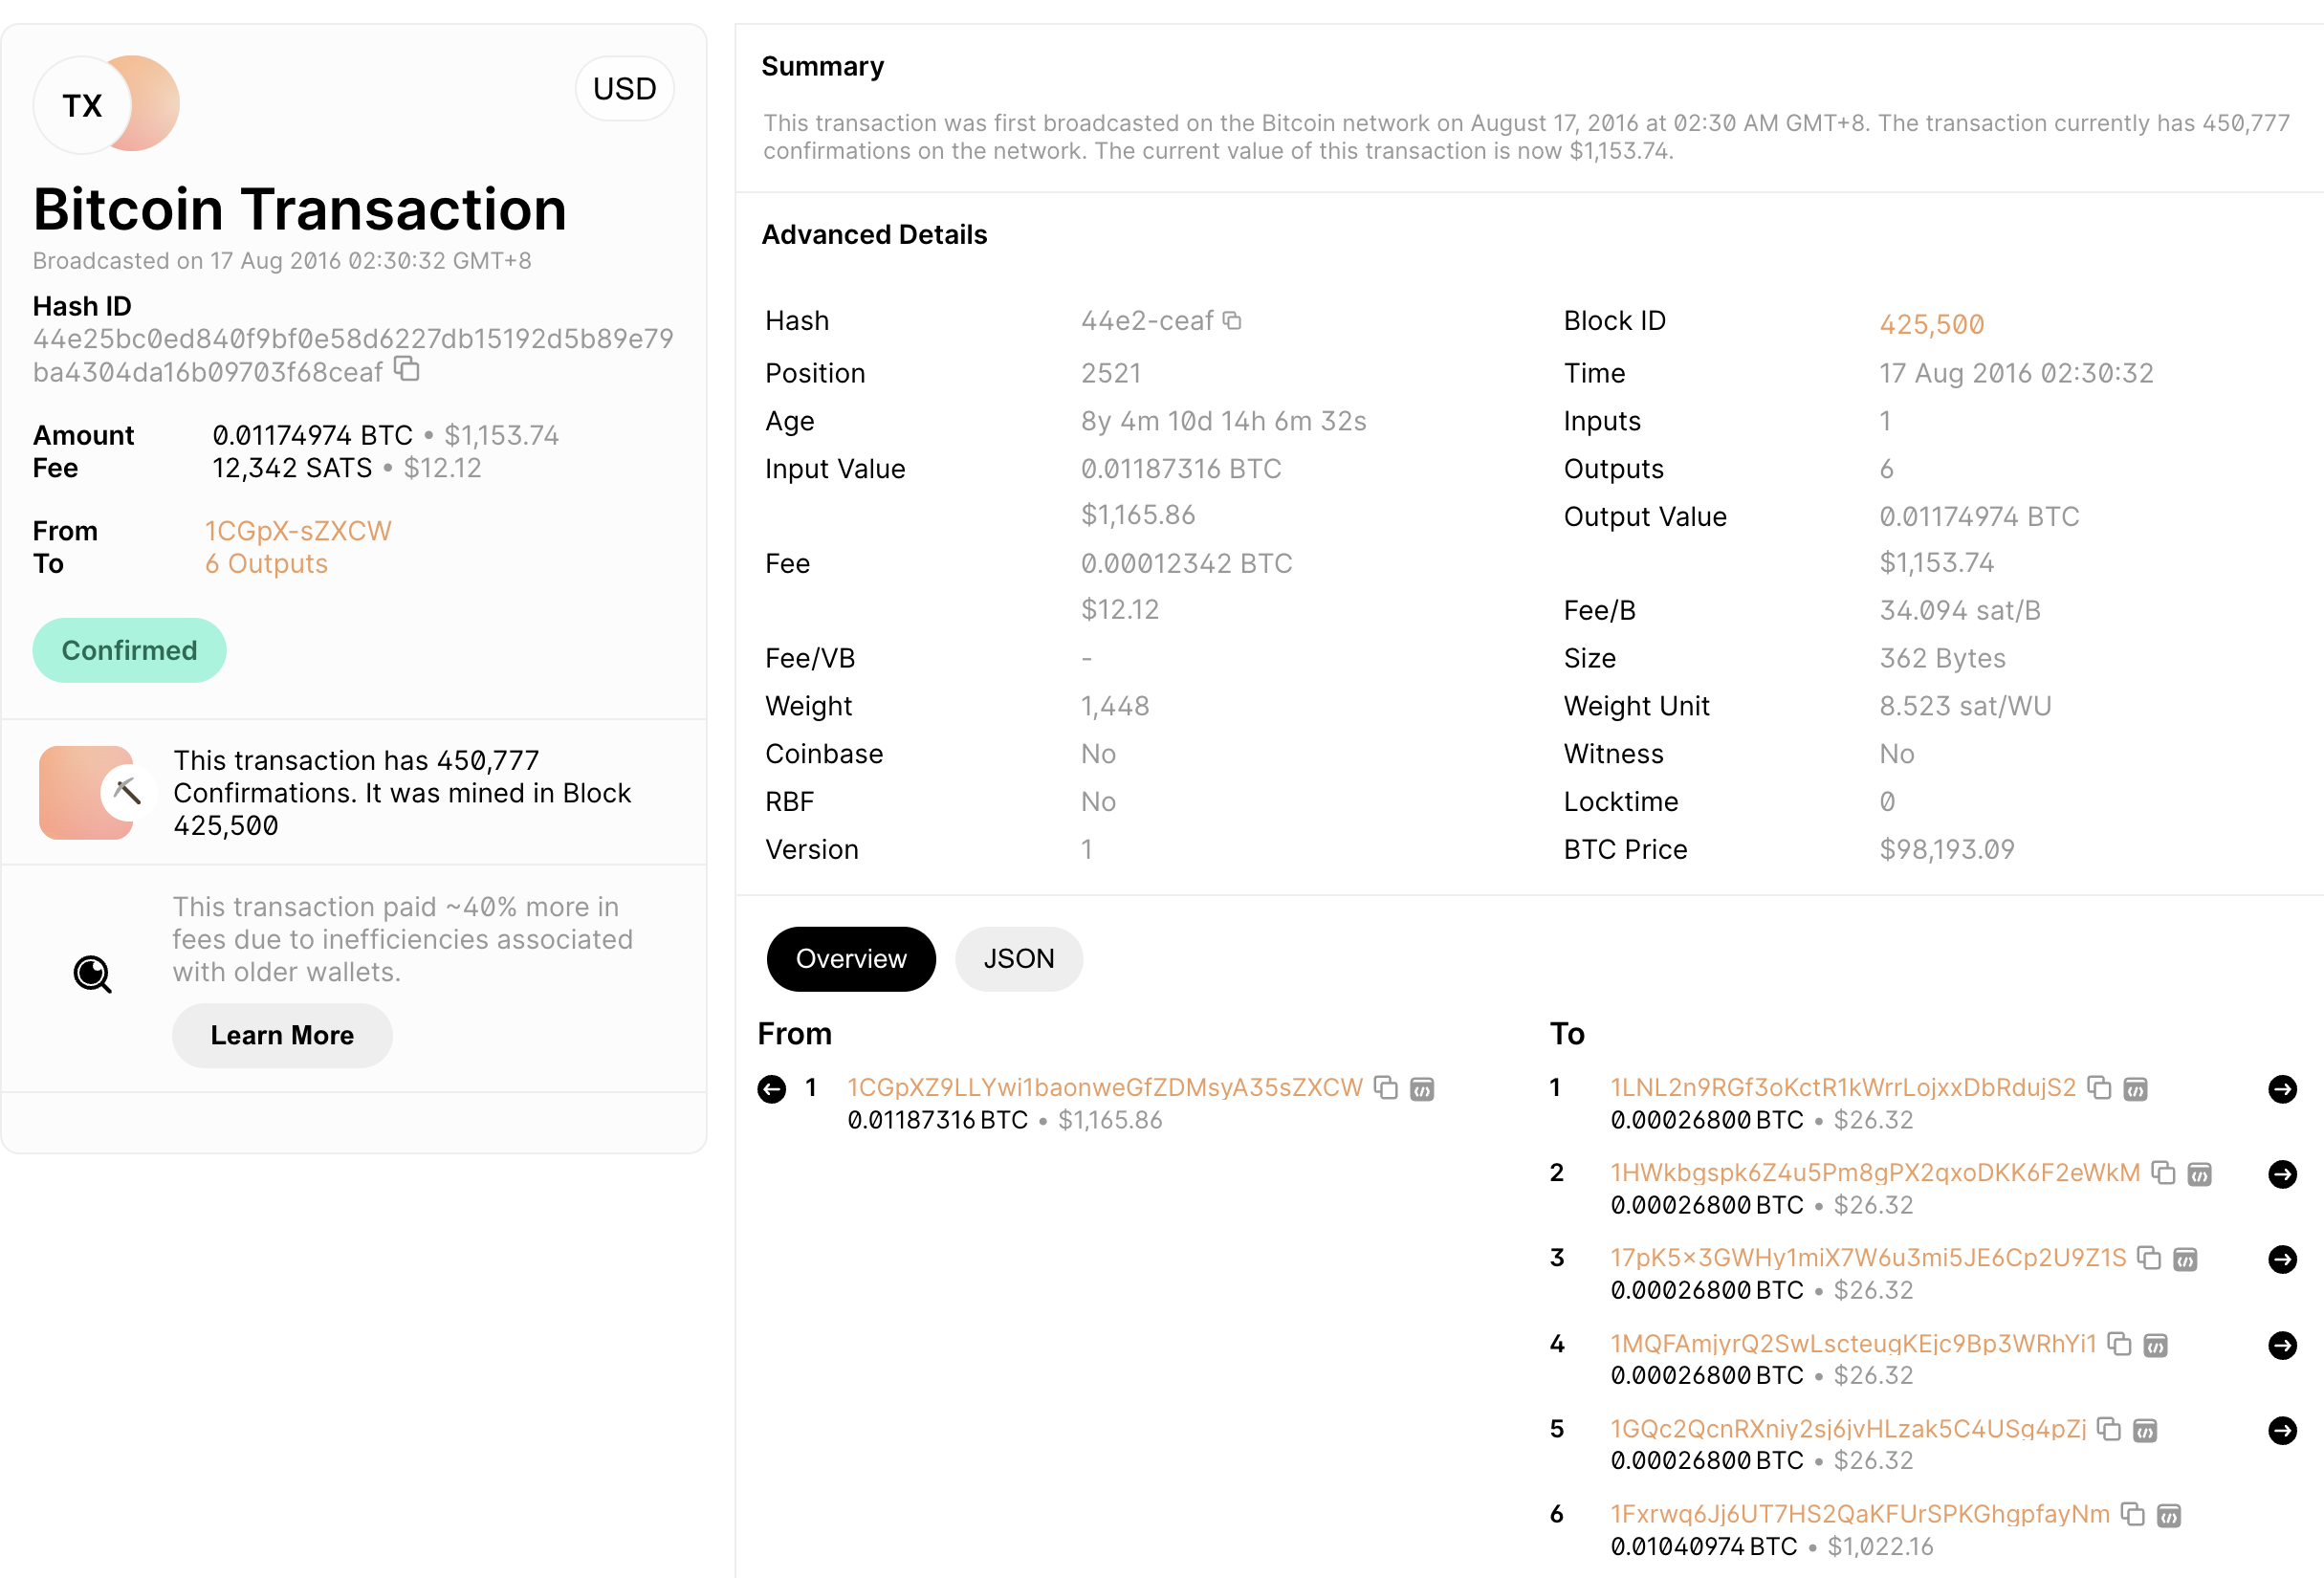 TX
USD
Bitcoin Transaction
Broadcasted on 17 Aug 2016 02:30:32 GMT+8
Hash ID
44e25bc0ed840f9bf0e58d6227db15192d5b89e79
ba4304da16b09703f68ceaf
Amount 0.01174974 BTC • $1,153.74
Fee 12,342 SATS • $12.12
From 1CGpX-sZXCW
To 6 Outputs
Confirmed
This transaction has 450,777
Confirmations. It was mined in Block
425,500
This transaction paid ~40% more in
fees due to inefficiencies associated
with older wallets.
Learn More
Summary
This transaction was first broadcasted on the Bitcoin network on August 17, 2016 at 02:30 AM GMT+8. The transaction currently has 450,777
confirmations on the network. The current value of this transaction is now $1,153.74.
Advanced Details
Hash 44e2-ceaf
Position 2521
Age 8y 4m 10d 14h 6m 32s
Input Value 0.01187316 BTC
$1,165.86
Fee 0.00012342 BTC
$12.12
Fee/VB -
Weight 1,448
Coinbase No
RBF No
Version 1
Block ID 425,500
Time 17 Aug 2016 02:30:32
Inputs 1
Outputs 6
Output Value 0.01174974 BTC
$1,153.74
Fee/B 34.094 sat/B
Size 362 Bytes
Weight Unit 8.523 sat/WU
Witness No
Locktime 0
BTC Price $98,193.09
Overview
JSON
From
1 1CGpXZ9LLYwi1baonweGfZDMsyA35sZXCW
0.01187316 BTC • $1,165.86
To
1 1LNL2n9RGf3oKctR1kWrrLojxxDbRdujS2
0.00026800 BTC • $26.32
2 1HWkbgspk6Z4u5Pm8gPX2qxoDKK6F2eWkM
0.00026800 BTC • $26.32
3 17pK5×3GWHy1miX7W6u3mi5JE6Cp2U9Z1S
0.00026800 BTC • $26.32
4 1MQFAmjyrQ2SwLscteugKEjc9Bp3WRhYi1
0.00026800 BTC • $26.32
5 1GQc2QcnRXniy2sj6jvHLzak5C4USg4pZj
0.00026800 BTC • $26.32
6 1Fxrwq6Jj6UT7HS2QaKFUrSPKGhgpfayNm
0.01040974 BTC • $1,022.16